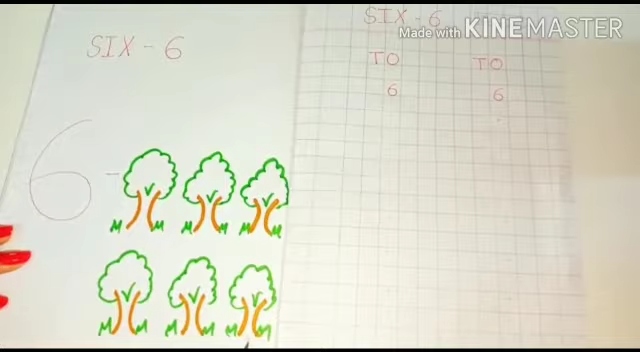 SIX - 6
6 -
SIX - 6
Made with KINEMASTER
TO TO
6 6